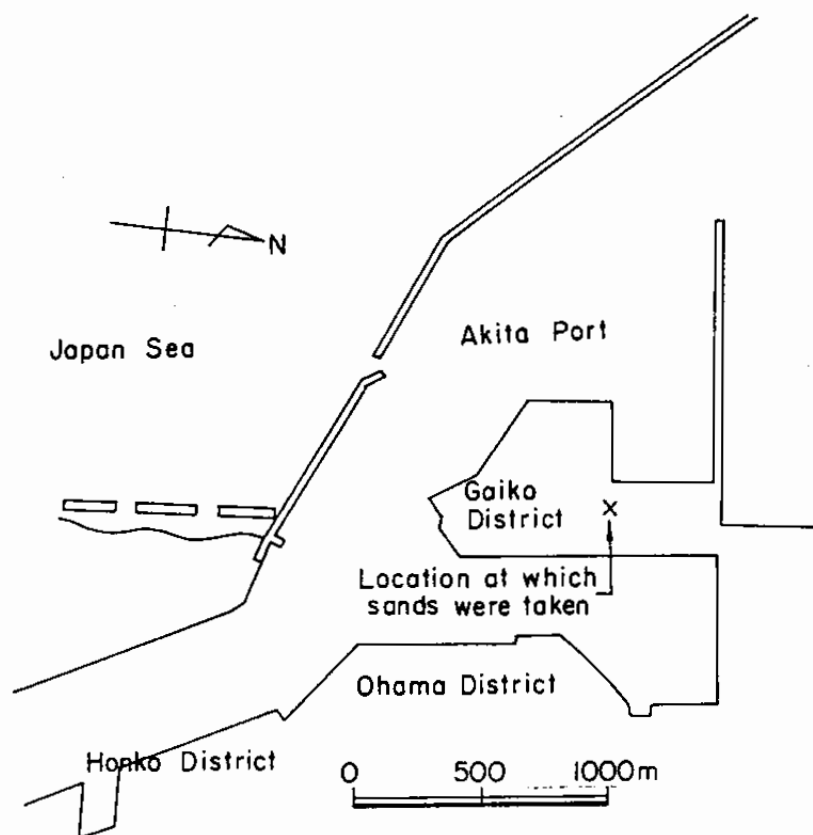 N
Japan Sea
Akita Port
Gaiko
District
Location at which
sands were taken
Ohama District
Honko District
0 500 1000m